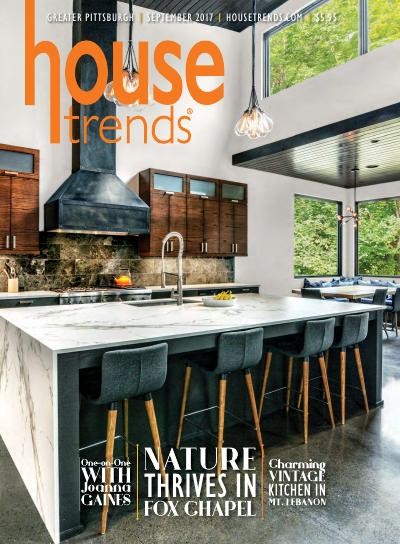 GREATER PITTSBURGH | SEPTEMBER 2017 | HOUSETRENDS.COM | $5.95
house
trends®
One-on-One
WITH
Joanna
GAINES
NATURE
THRIVES IN
FOX CHAPEL
Charming
VINTAGE
KITCHEN IN
MT. LEBANON